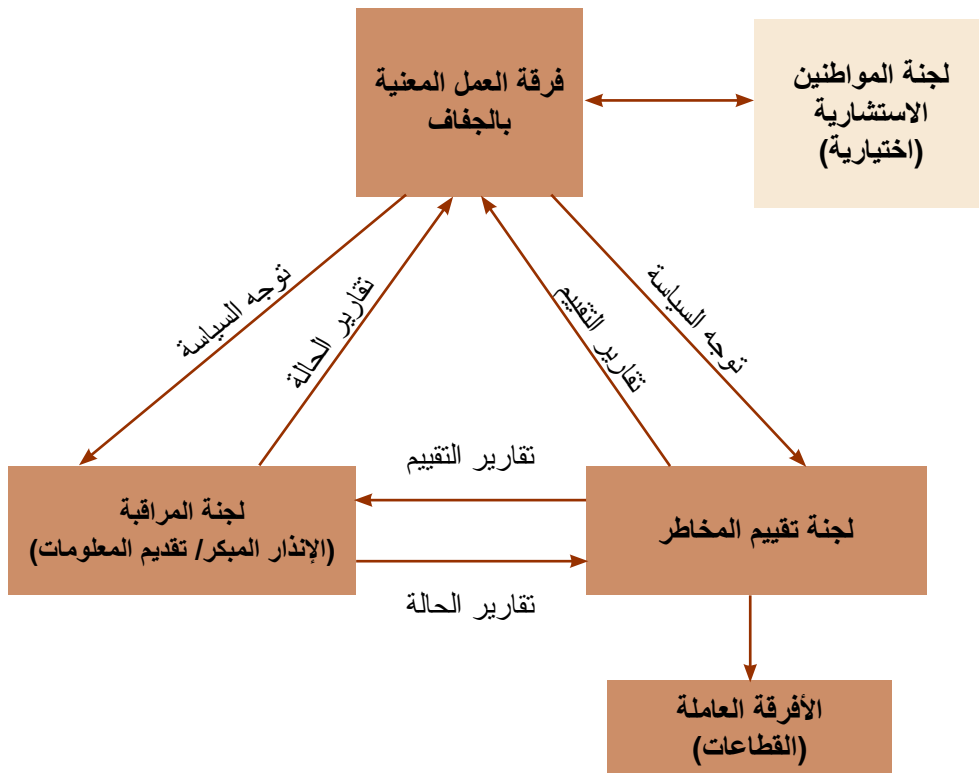 فرقة العمل المعنية
بالجفاف
لجنة المواطنين
الاستشارية
(اختيارية)
توجه السياسة
تقارير الحالة
تقارير التقييم
توجه السياسة
تقارير التقييم
لجنة المراقبة
(الإنذار المبكر/ تقديم المعلومات)
لجنة تقييم المخاطر
تقارير الحالة
الأفرقة العاملة
(القطاعات)